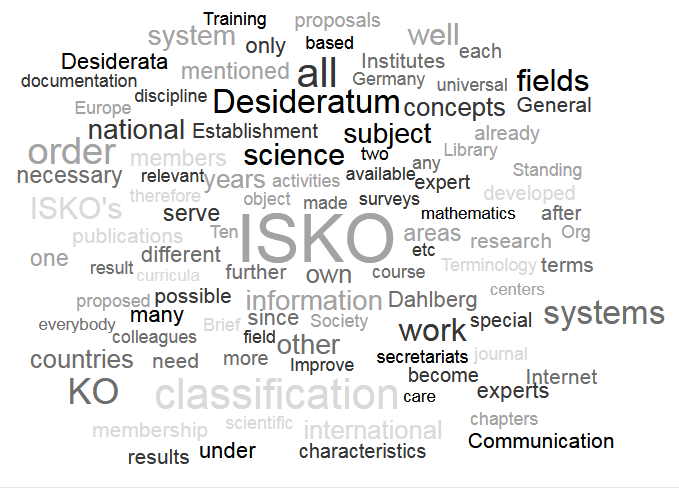 Training proposals
system only based well each
Desiderata mentioned all Institutes
documentation Germany universal fields
Europe discipline Desideratum concepts General
national Establishment subject already
order members science two any Library
necessary relevant years activities available expert Standing
ISKO's therefore object made surveys developed
serve ISKO mathematics after
publications Ten areas research Org
one different etc
result curricula further own course Terminology terms
proposed possible information Dahlberg centers
everybody many Brief since Society work special systems
colleagues field other
countries need more Improve secretariats journal
KO classification become experts Internet
care
membership scientific international chapters
results under characteristics Communication